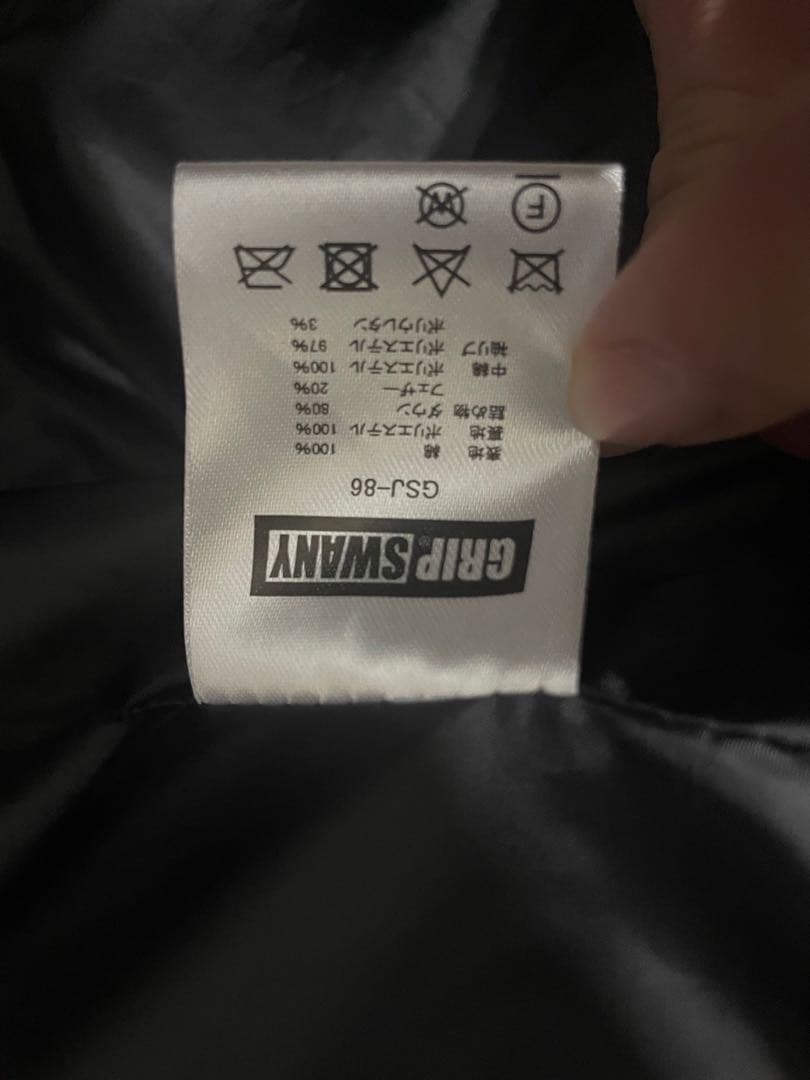 GRIP SWANY®
GSJ-86
表地 綿 100%
裏地 ポリエステル 100%
詰め物 ダウン 80%
フェザー 20%
中綿 ポリエステル 100%
袖リブ ポリエステル 97%
ポリウレタン 3%
F W